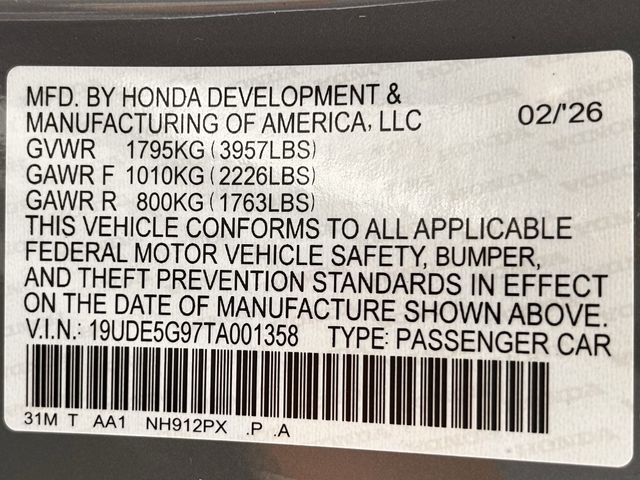 MFD. BY HONDA DEVELOPMENT &
MANUFACTURING OF AMERICA, LLC 02/'26
GVWR 1795KG (3957LBS)
GAWR F 1010KG (2226LBS)
GAWR R 800KG (1763LBS)
THIS VEHICLE CONFORMS TO ALL APPLICABLE
FEDERAL MOTOR VEHICLE SAFETY, BUMPER,
AND THEFT PREVENTION STANDARDS IN EFFECT
ON THE DATE OF MANUFACTURE SHOWN ABOVE.
V.I.N.: 19UDE5G97TA001358 TYPE: PASSENGER CAR
31M T AA1 NH912PX .P .A